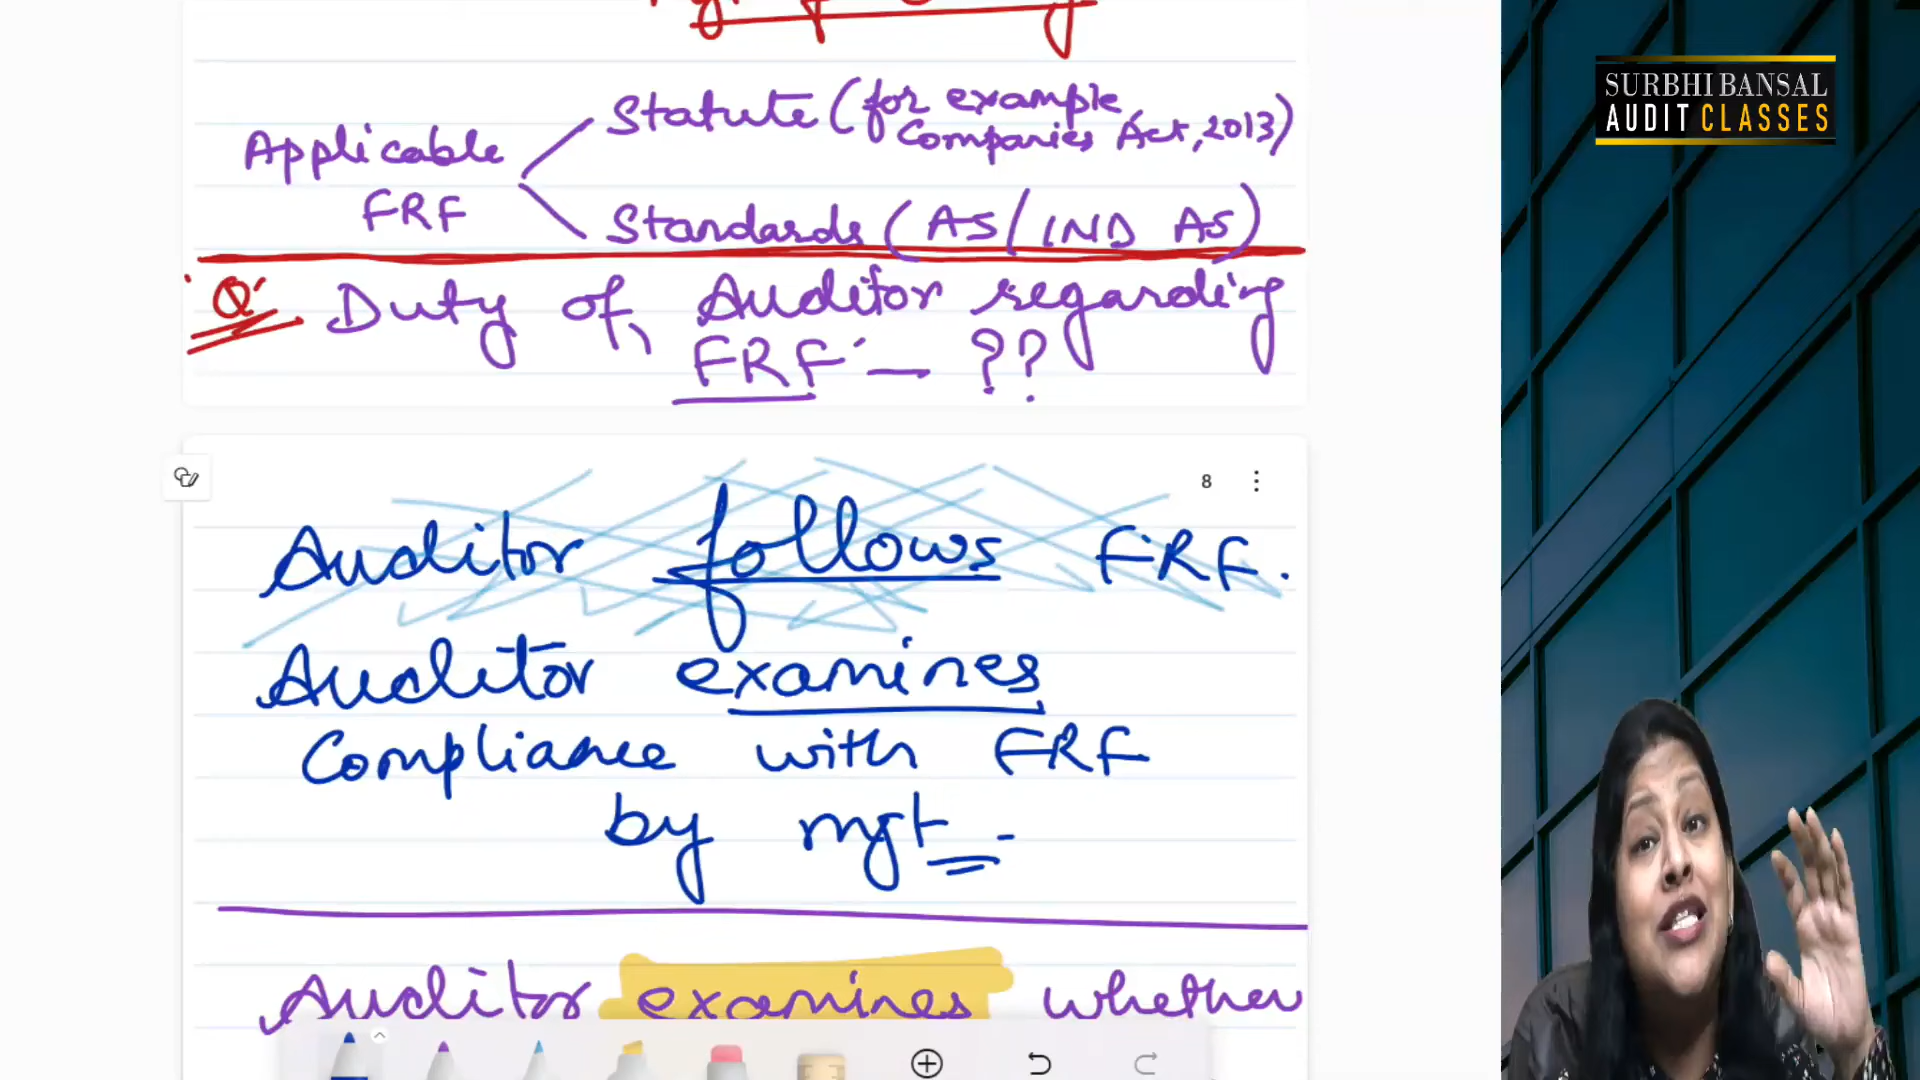 SURBHI BANSAL
AUDIT CLASSES
Applicable FRF
Statute (for example Companies Act, 2013)
Standards (AS/IND AS)
Q' Duty of Auditor regarding
FRF - ??
8
Auditor follows FRF.
Auditor examines
Compliance with FRF
by mgt -
Auditor examines whether